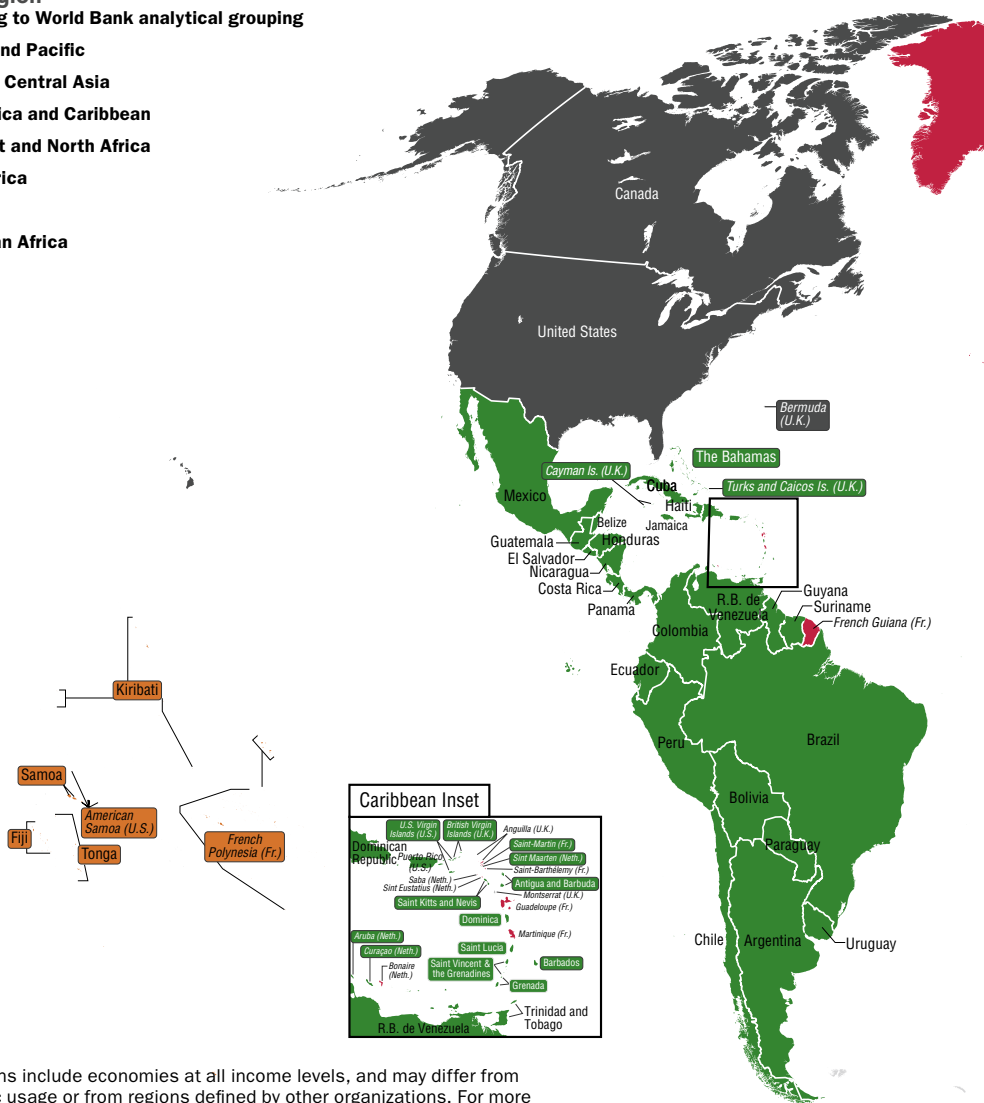 g to World Bank analytical grouping
nd Pacific
Central Asia
ica and Caribbean
t and North Africa
rica
n Africa
Canada
United States
Bermuda
(U.K.)
The Bahamas
Cayman Is. (U.K.)
Cuba
Turks and Caicos Is. (U.K.)
Mexico
Haiti
Belize
Jamaica
Guatemala
Honduras
El Salvador
Nicaragua
Costa Rica
Panama
Guyana
R.B. de
Venezuela
Suriname
French Guiana (Fr.)
Colombia
Ecuador
Kiribati
Peru
Brazil
Samoa
American
Samoa (U.S.)
Fiji
Tonga
French
Polynesia (Fr.)
Bolivia
Paraguay
Chile
Argentina
Uruguay
Caribbean Inset
U.S. Virgin
Islands (U.S.)
British Virgin
Islands (U.K.)
Anguilla (U.K.)
Dominican
Republic
Puerto Rico
(U.S.)
Saint-Martin (Fr.)
Sint Maarten (Neth.)
Saint-Barthélemy (Fr.)
Saba (Neth.)
Sint Eustatius (Neth.)
Antigua and Barbuda
Montserrat (U.K.)
Saint Kitts and Nevis
Guadeloupe (Fr.)
Dominica
Martinique (Fr.)
Aruba (Neth.)
Curaçao (Neth.)
Saint Lucia
Bonaire
(Neth.)
Saint Vincent &
the Grenadines
Barbados
Grenada
Trinidad and
Tobago
R.B. de Venezuela
ns include economies at all income levels, and may differ from
c usage or from regions defined by other organizations. For more